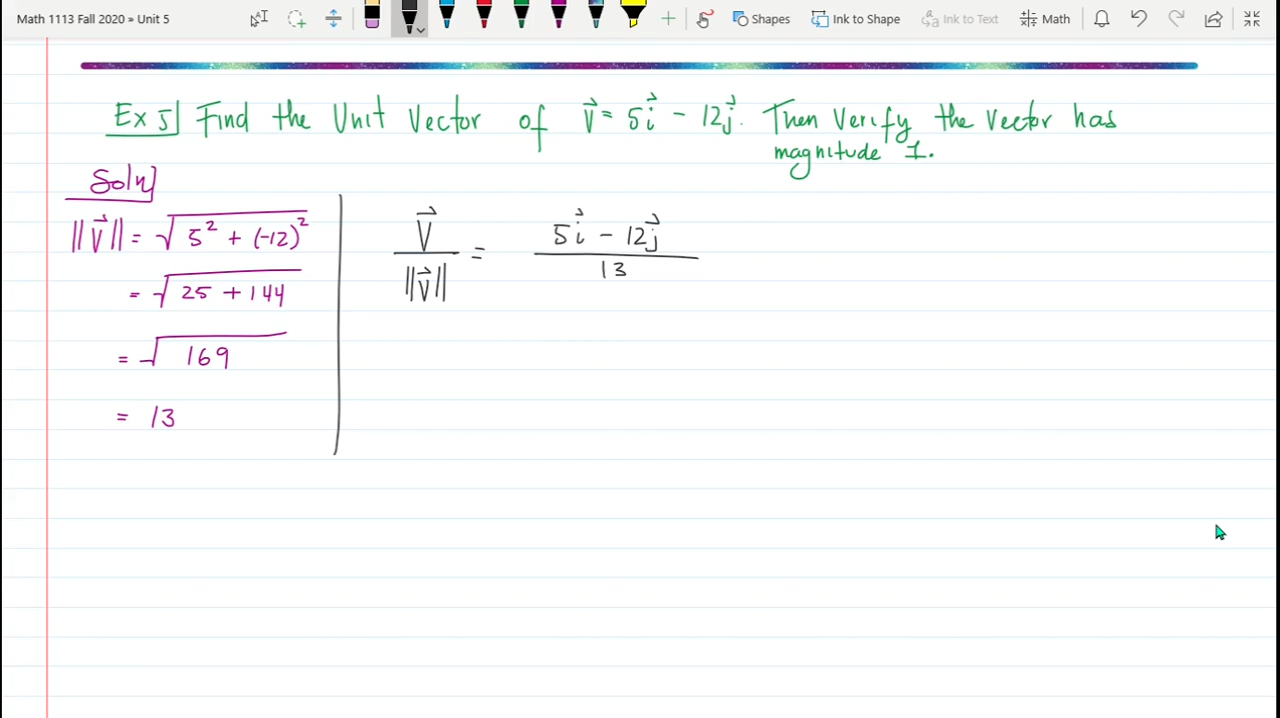 Math 1113 Fall 2020 » Unit 5
Shapes
Ink to Shape
Ink to Text
Math
Ex 5] Find the Unit Vector of v⃗ = 5i⃗ - 12j⃗. Then Verify the vector has
magnitude 1.
Soln]
||v⃗|| = √(5² + (-12)²)
= √(25 + 144)
= √169
= 13
v⃗/||v⃗|| = (5i⃗ - 12j⃗)/13